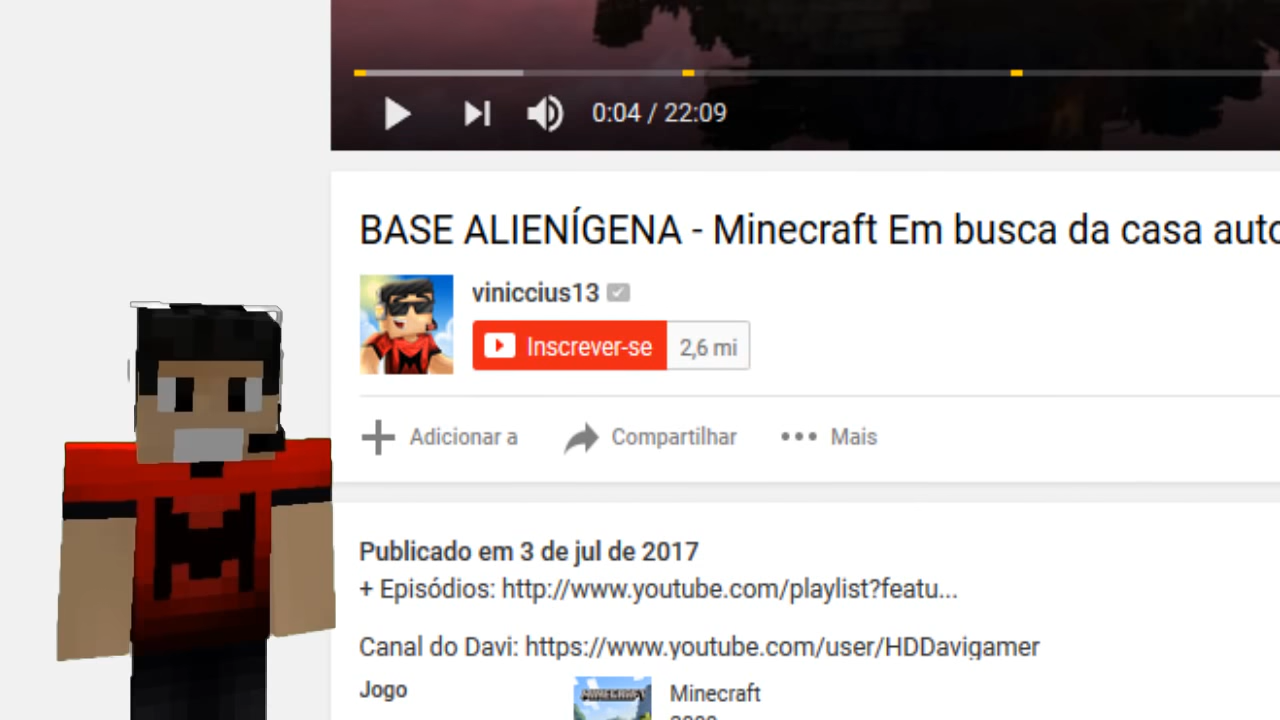 0:04 / 22:09
BASE ALIENÍGENA - Minecraft Em busca da casa
viniccius13
Inscrever-se 2,6 mi
Adicionar a Compartilhar Mais
Publicado em 3 de jul de 2017
+ Episódios: http://www.youtube.com/playlist?featu...
Canal do Davi: https://www.youtube.com/user/HDDavigamer
Jogo MINECRAFT Minecraft